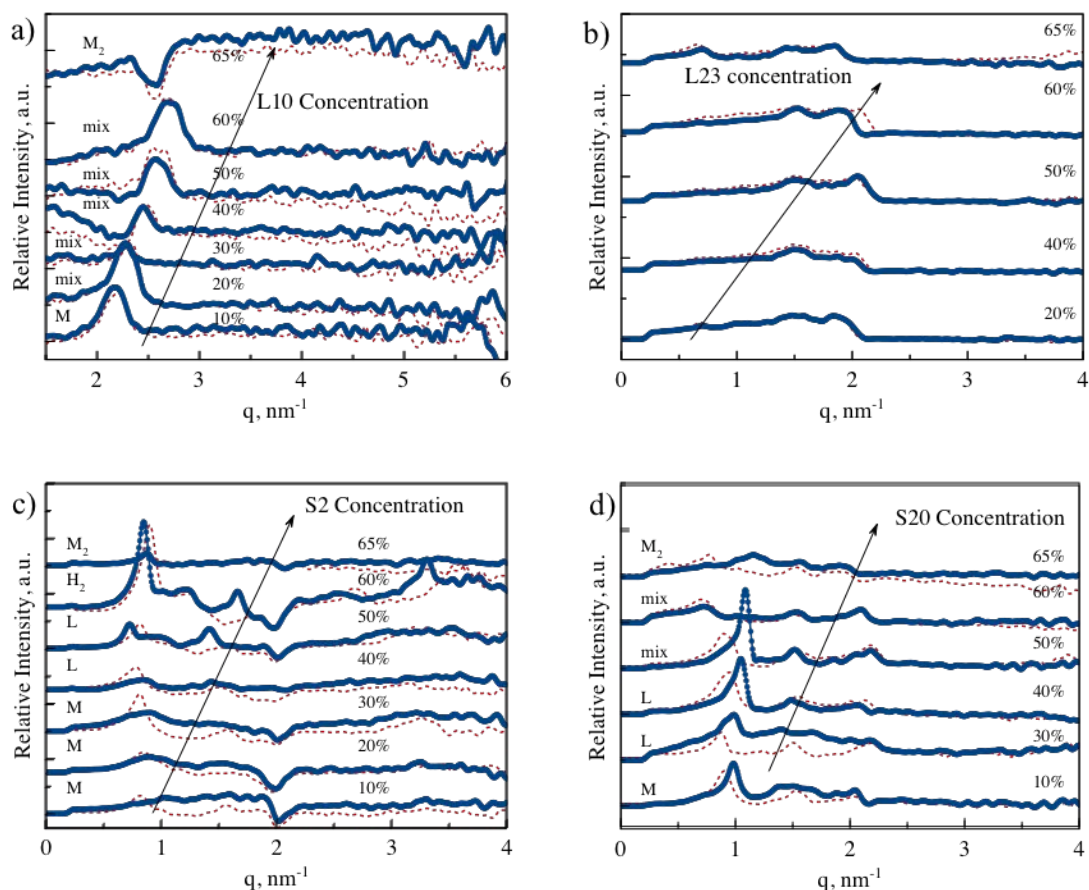 a)
M2
65%
L10 Concentration
mix
60%
mix
50%
mix
40%
mix
30%
mix
20%
M
10%
Relative Intensity, a.u.
2 3 4 5 6
q, nm-1
b)
65%
L23 concentration
60%
50%
40%
20%
Relative Intensity, a.u.
0 1 2 3 4
q, nm-1
c)
S2 Concentration
M2
65%
H2
60%
L
50%
L
40%
M
30%
M
20%
M
10%
Relative Intensity, a.u.
0 1 2 3 4
q, nm-1
d)
S20 Concentration
M2
65%
mix
60%
mix
50%
L
40%
L
30%
M
10%
Relative Intensity, a.u.
0 1 2 3 4
q, nm-1